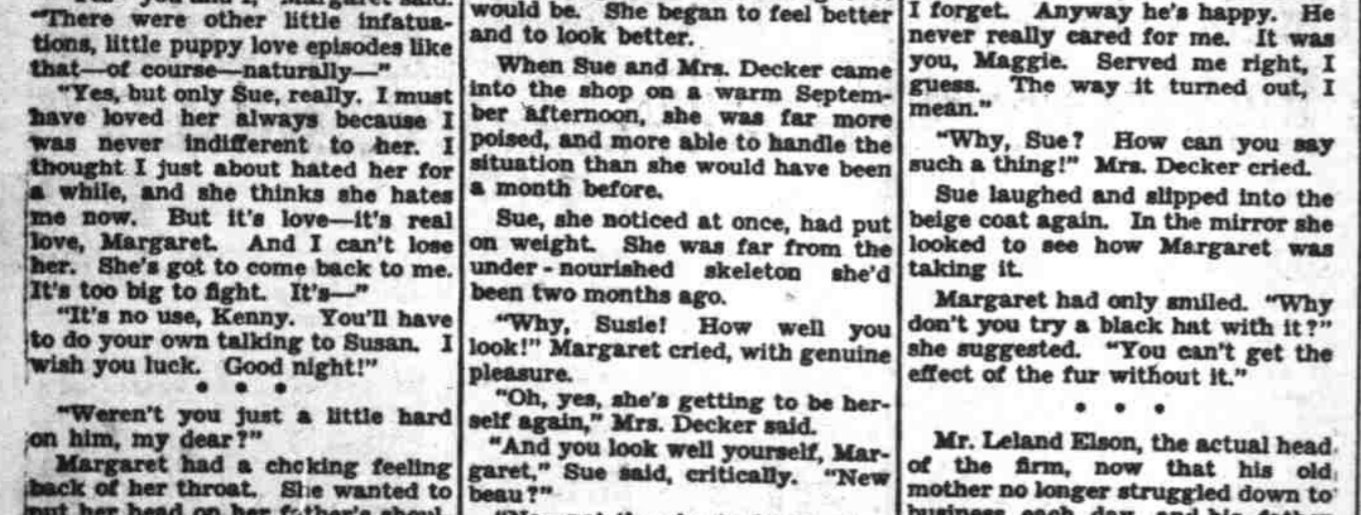 "There were other little infatua-
tions, little puppy love episodes like
that—of course—naturally—"
"Yes, but only Sue, really. I must
have loved her always because I
was never indifferent to her. I
thought I just about hated her for
a while, and she thinks she hates
me now. But it's love—it's real
love, Margaret. And I can't lose
her. She's got to come back to me.
It's too big to fight. It's—"
"It's no use, Kenny. You'll have
to do your own talking to Susan. I
wish you luck. Good night!"
• • •
"Weren't you just a little hard
on him, my dear?"
Margaret had a choking feeling
back of her throat. She wanted to
put her head on her father's shoul-
would be. She began to feel better
and to look better.
When Sue and Mrs. Decker came
into the shop on a warm Septem-
ber afternoon, she was far more
poised, and more able to handle the
situation than she would have been
a month before.
Sue, she noticed at once, had put
on weight. She was far from the
under-nourished skeleton she'd
been two months ago.
"Why, Susie! How well you
look!" Margaret cried, with genuine
pleasure.
"Oh, yes, she's getting to be her-
self again," Mrs. Decker said.
"And you look well yourself, Mar-
garet," Sue said, critically. "New
beau?"
I forget. Anyway he's happy. He
never really cared for me. It was
you, Maggie. Served me right, I
guess. The way it turned out, I
mean."
"Why, Sue? How can you say
such a thing!" Mrs. Decker cried.
Sue laughed and slipped into the
beige coat again. In the mirror she
looked to see how Margaret was
taking it.
Margaret had only smiled. "Why
don't you try a black hat with it?"
she suggested. "You can't get the
effect of the fur without it."
• • •
Mr. Leland Elson, the actual head
of the firm, now that his old
mother no longer struggled down to
business each day, and his father